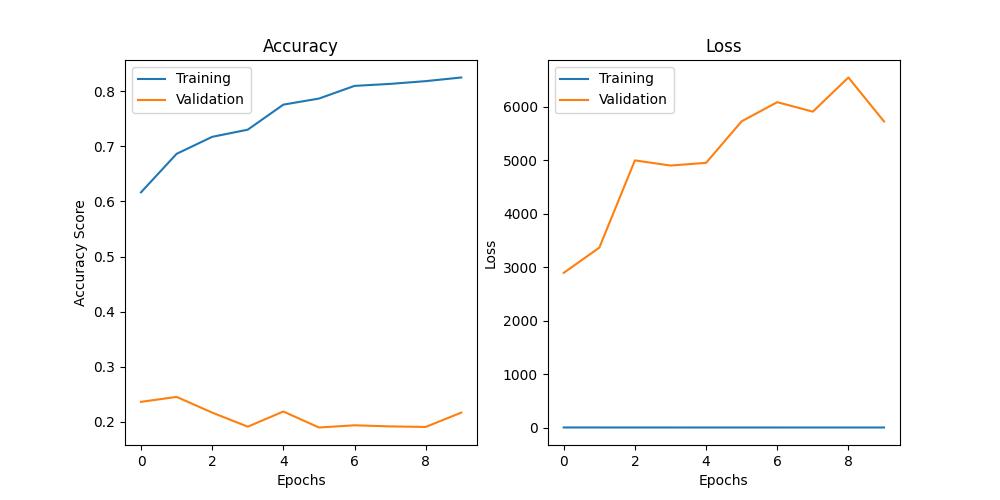 Accuracy
Training
Validation
0.8
0.7
0.6
0.5
0.4
0.3
0.2
Accuracy Score
0 2 4 6 8
Epochs
Loss
Training
Validation
6000
5000
4000
3000
2000
1000
0
Loss
0 2 4 6 8
Epochs